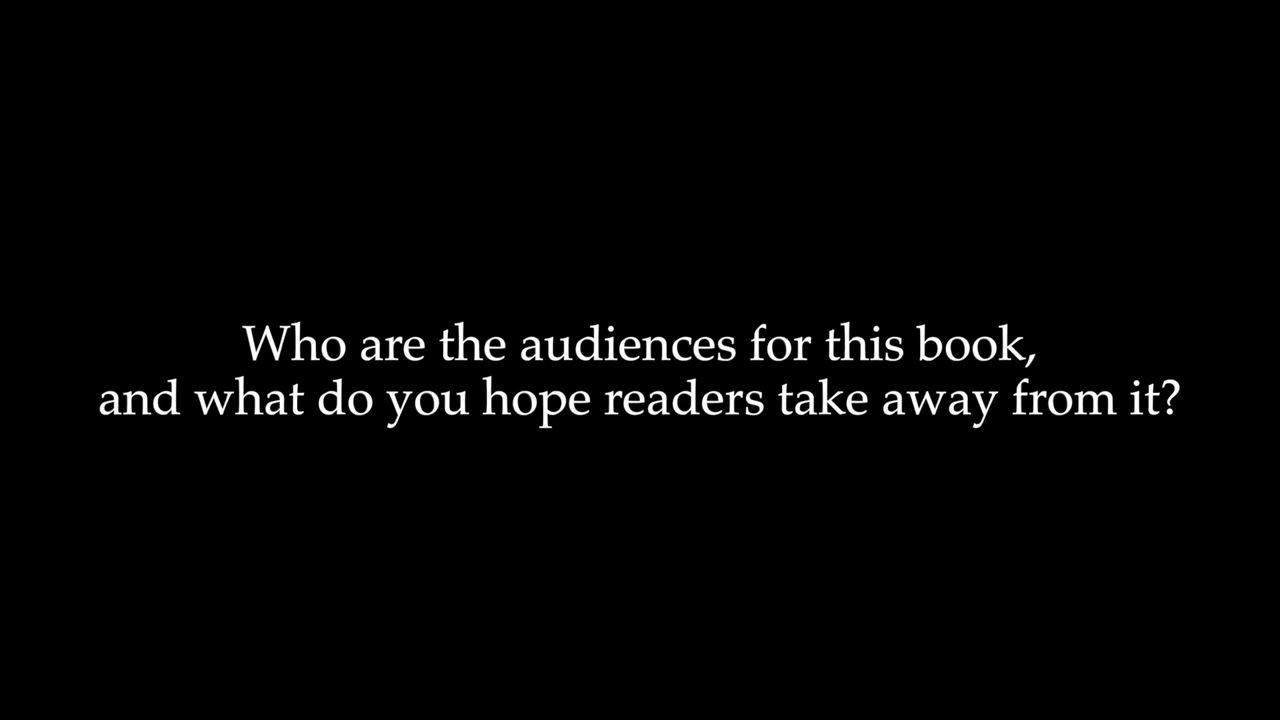 Who are the audiences for this book,
and what do you hope readers take away from it?